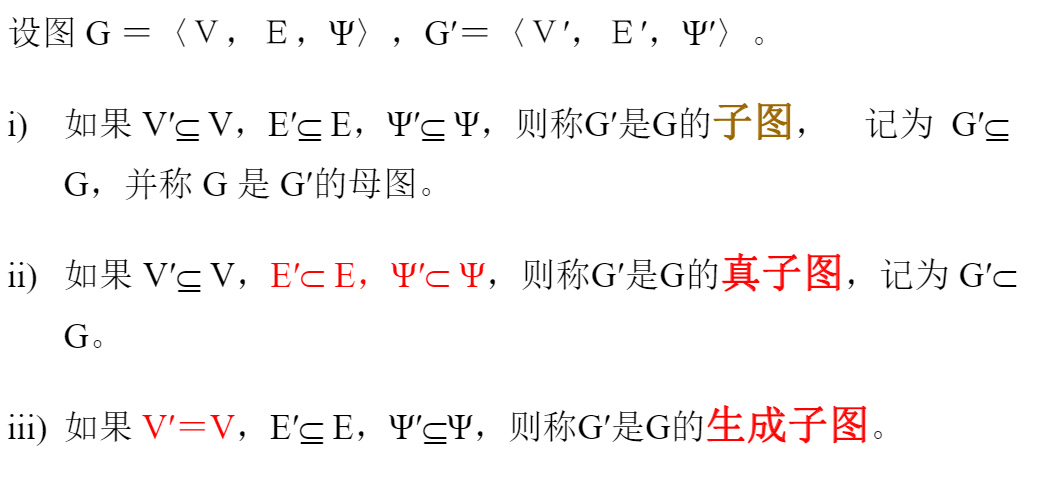 设图 G ＝〈Ｖ，Ｅ，Ψ〉，G′＝〈Ｖ′，Ｅ′，Ψ′〉。
i) 如果 V′⊆ V，E′⊆ E，Ψ′⊆ Ψ，则称G′是G的子图， 记为 G′⊆
G，并称 G 是 G′的母图。
ii) 如果 V′⊆ V，E′⊂ E，Ψ′⊂ Ψ，则称G′是G的真子图，记为 G′⊂
G。
iii) 如果 V′＝V，E′⊆ E，Ψ′⊆Ψ，则称G′是G的生成子图。